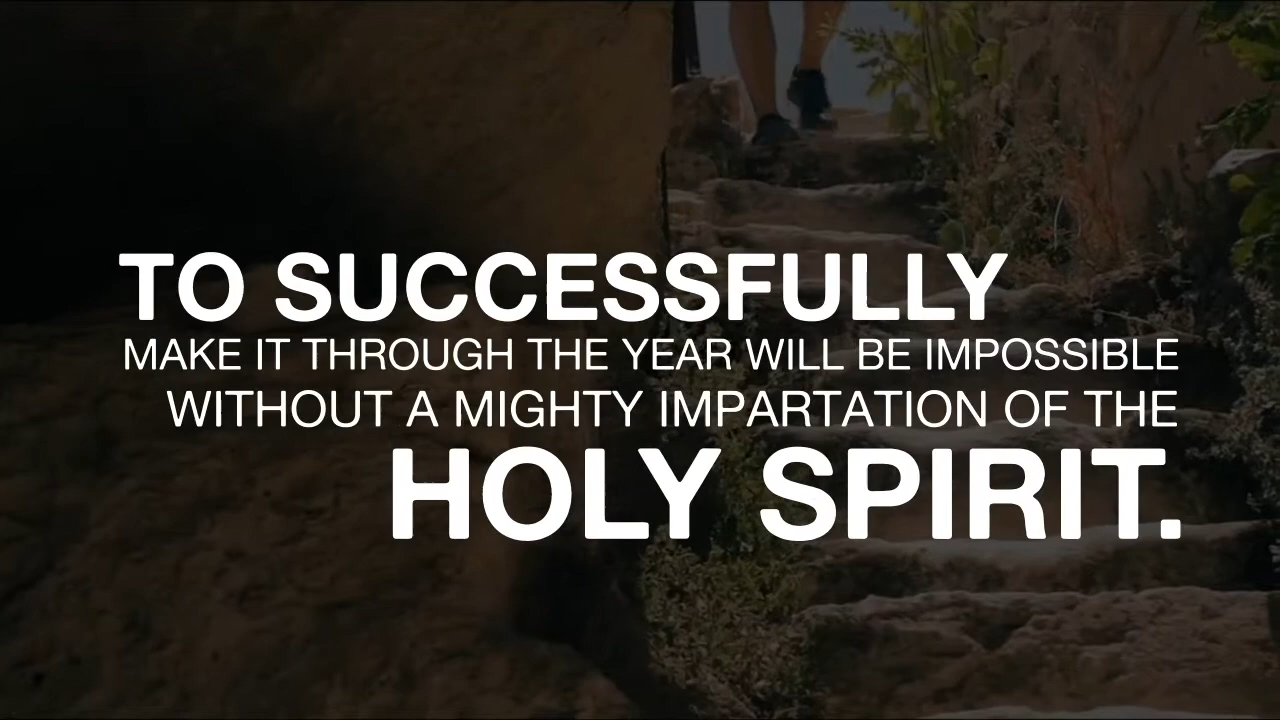 TO SUCCESSFULLY
MAKE IT THROUGH THE YEAR WILL BE IMPOSSIBLE
WITHOUT A MIGHTY IMPARTATION OF THE
HOLY SPIRIT.